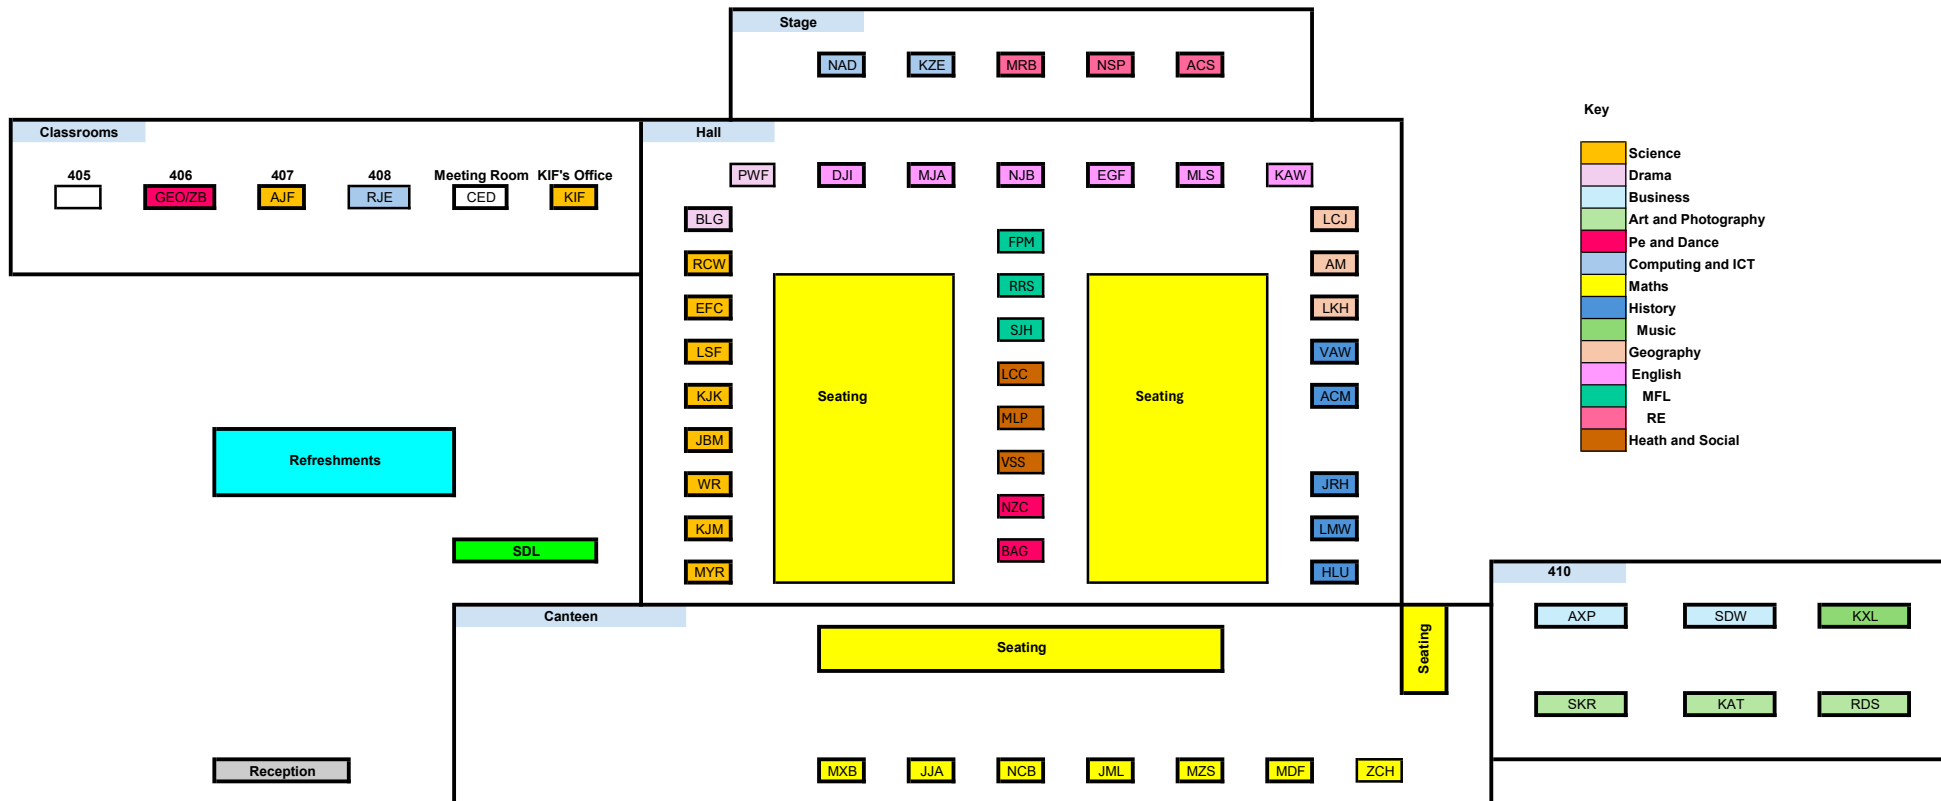 Stage
NAD KZE MRB NSP ACS
Key
Classrooms
Hall
Science
Drama
Business
Art and Photography
Pe and Dance
Computing and ICT
Maths
History
Music
Geography
English
MFL
RE
Heath and Social
405 406 407 408 Meeting Room KIF's Office
GEO/ZB AJF RJE CED KIF
PWF DJI MJA NJB EGF MLS KAW
BLG LCJ
FPM
RCW AM
RRS
EFC LKH
SJH
LSF VAW
LCC
KJK Seating Seating ACM
MLP
JBM
Refreshments
VSS
WR JRH
NZC
KJM LMW
SDL
BAG
MYR HLU
410
Canteen
AXP SDW KXL
Seating
Seating
SKR KAT RDS
Reception
MXB JJA NCB JML MZS MDF ZCH